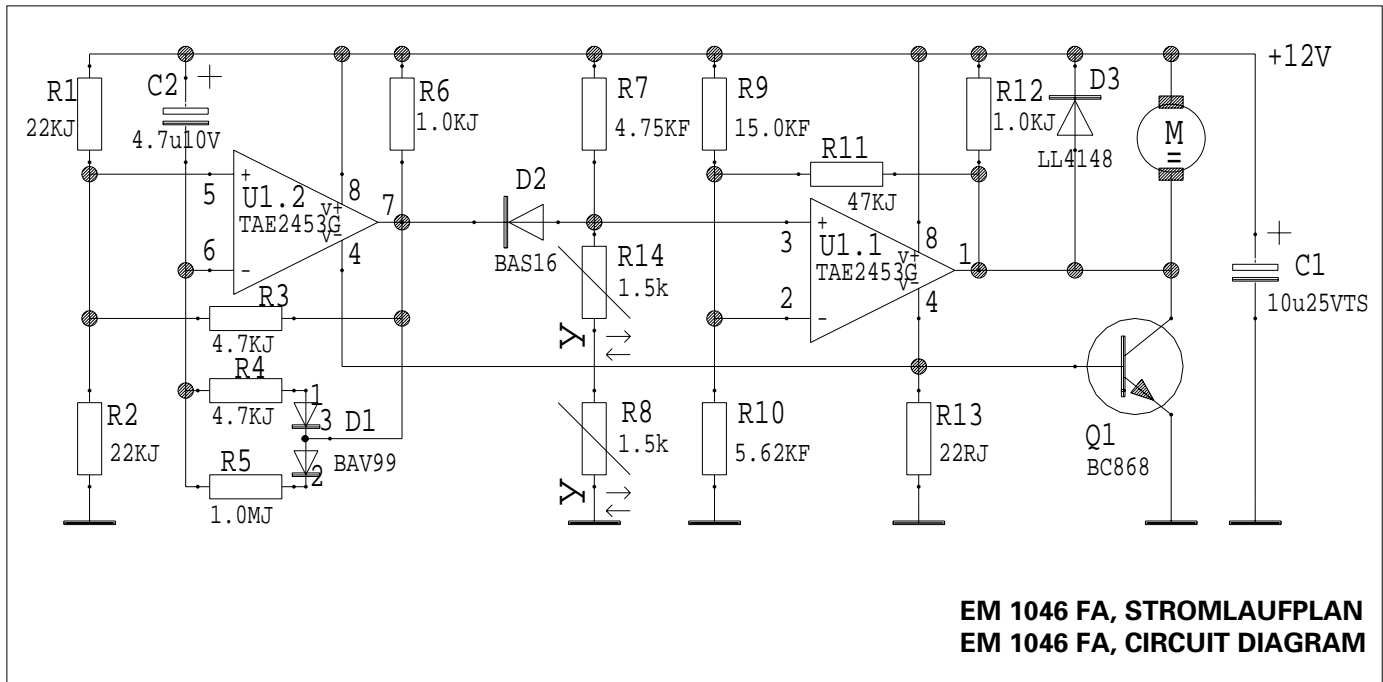 R1
22KJ
C2
+
4.7u10V
R6
1.0KJ
R7
4.75KF
R9
15.0KF
R12
1.0KJ
D3
LL4148
M
=
+12V
+
5
U1.2
TAE2453G
V+
V-
8
7
4
6
-
D2
BAS16
R11
47KJ
+
3
U1.1
TAE2453G
V+
V-
8
1
4
2
-
R14
1.5k
+
C1
10u25VTS
R3
4.7KJ
R4
4.7KJ
1
3
D1
2
BAV99
R2
22KJ
R5
1.0MJ
y
R8
1.5k
y
R10
5.62KF
R13
22RJ
Q1
BC868
EM 1046 FA, STROMLAUFPLAN
EM 1046 FA, CIRCUIT DIAGRAM